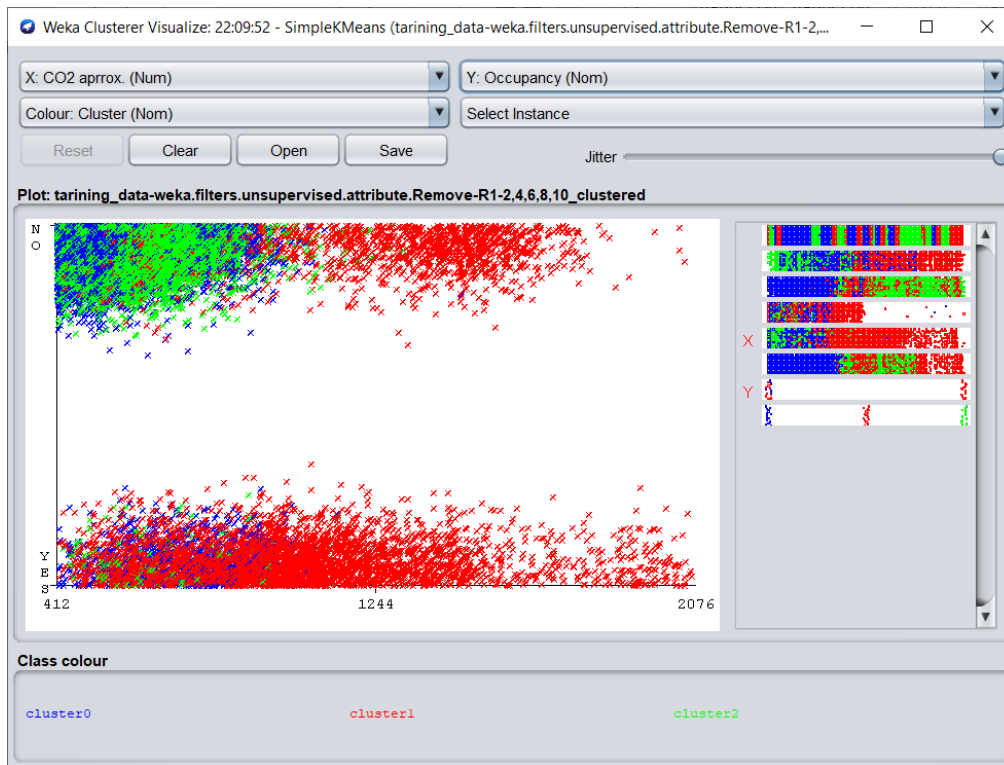 Weka Clusterer Visualize: 22:09:52 - SimpleKMeans (tarining_data-weka.filters.unsupervised.attribute.Remove-R1-2,...
X: CO2 aprrox. (Num)
Y: Occupancy (Nom)
Colour: Cluster (Nom)
Select Instance
Reset
Clear
Open
Save
Jitter
Plot: tarining_data-weka.filters.unsupervised.attribute.Remove-R1-2,4,6,8,10_clustered
NO
YES
412
1244
2076
X
Y
Class colour
cluster0
cluster1
cluster2